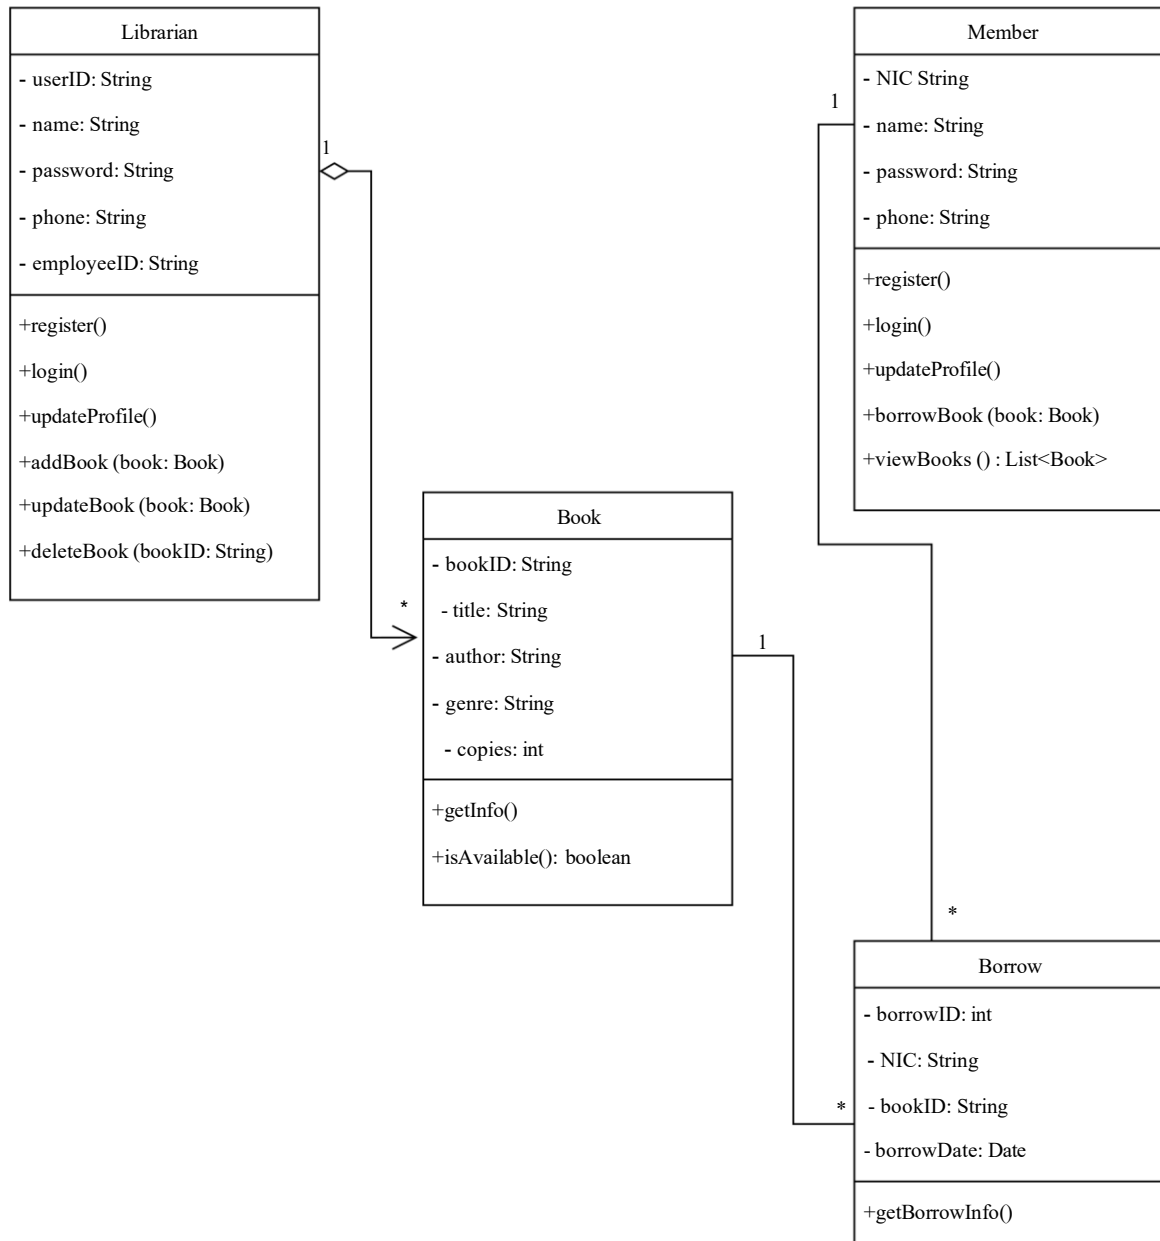 Librarian
- userID: String
- name: String
- password: String
- phone: String
- employeeID: String
+register()
+login()
+updateProfile()
+addBook (book: Book)
+updateBook (book: Book)
+deleteBook (bookID: String)
1
*
Member
- NIC String
- name: String
- password: String
- phone: String
+register()
+login()
+updateProfile()
+borrowBook (book: Book)
+viewBooks () : List<Book>
1
*
Book
- bookID: String
- title: String
- author: String
- genre: String
- copies: int
+getInfo()
+isAvailable(): boolean
1
*
Borrow
- borrowID: int
- NIC: String
- bookID: String
- borrowDate: Date
+getBorrowInfo()